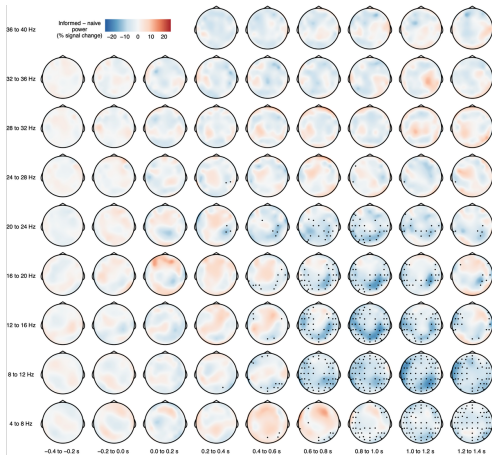 Informed − naive
power
(% signal change)
−20 −10 0 10 20
36 to 40 Hz
32 to 36 Hz
28 to 32 Hz
24 to 28 Hz
20 to 24 Hz
16 to 20 Hz
12 to 16 Hz
8 to 12 Hz
4 to 8 Hz
−0.4 to −0.2 s
−0.2 to 0.0 s
0.0 to 0.2 s
0.2 to 0.4 s
0.4 to 0.6 s
0.6 to 0.8 s
0.8 to 1.0 s
1.0 to 1.2 s
1.2 to 1.4 s